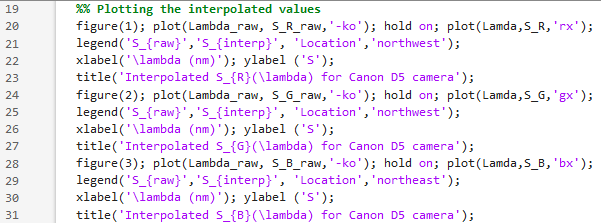 19 %% Plotting the interpolated values
20 figure(1); plot(Lambda_raw, S_R_raw,'-ko'); hold on; plot(Lamda,S_R,'rx');
21 legend('S_{raw}','S_{interp}', 'Location','northwest');
22 xlabel('\lambda (nm)'); ylabel ('S');
23 title('Interpolated S_{R}(\lambda) for Canon D5 camera');
24 figure(2); plot(Lambda_raw, S_G_raw,'-ko'); hold on; plot(Lamda,S_G,'gx');
25 legend('S_{raw}','S_{interp}', 'Location','northwest');
26 xlabel('\lambda (nm)'); ylabel ('S');
27 title('Interpolated S_{G}(\lambda) for Canon D5 camera');
28 figure(3); plot(Lambda_raw, S_B_raw,'-ko'); hold on; plot(Lamda,S_B,'bx');
29 legend('S_{raw}','S_{interp}', 'Location','northeast');
30 xlabel('\lambda (nm)'); ylabel ('S');
31 title('Interpolated S_{B}(\lambda) for Canon D5 camera');